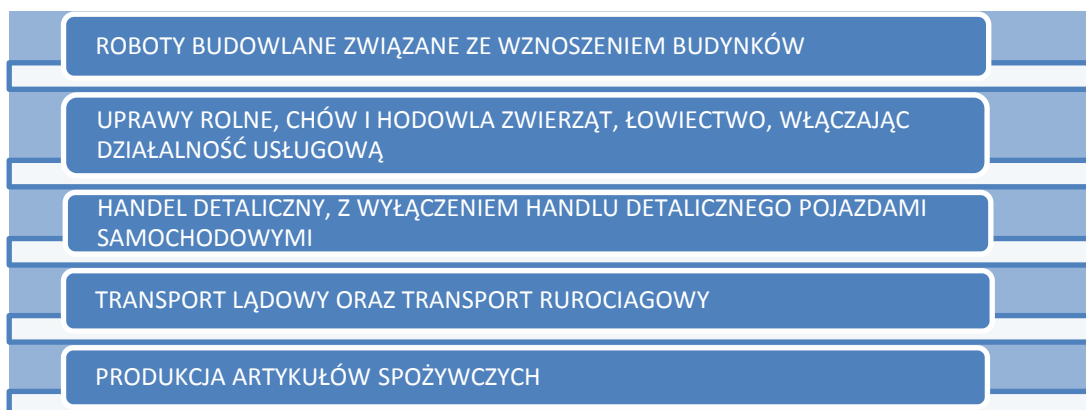 ROBOTY BUDOWLANE ZWIĄZANE ZE WZNOSZENIEM BUDYNKÓW
UPRAWY ROLNE, CHÓW I HODOWLA ZWIERZĄT, ŁOWIECTWO, WŁĄCZAJĄC
DZIAŁALNOŚĆ USŁUGOWĄ
HANDEL DETALICZNY, Z WYŁĄCZENIEM HANDLU DETALICZNEGO POJAZDAMI
SAMOCHODOWYMI
TRANSPORT LĄDOWY ORAZ TRANSPORT RUROCIAGOWY
PRODUKCJA ARTYKUŁÓW SPOŻYWCZYCH